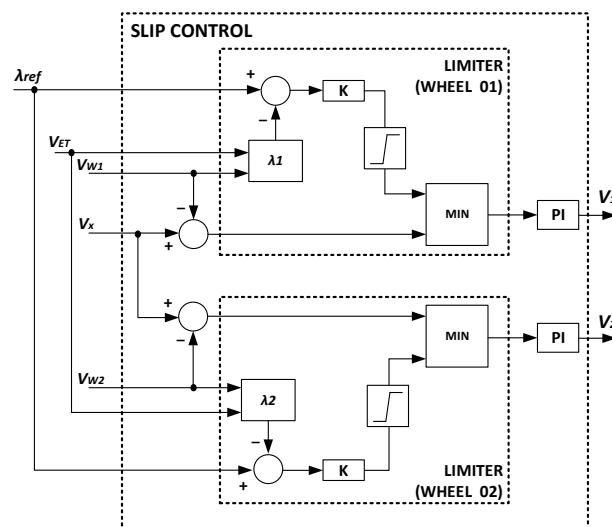 SLIP CONTROL
LIMITER
(WHEEL 01)
λref
+
−
K
VET
λ1
VW1
−
Vx
+
MIN
PI
+
−
MIN
PI
V2
VW2
λ2
−
+
K
LIMITER
(WHEEL 02)